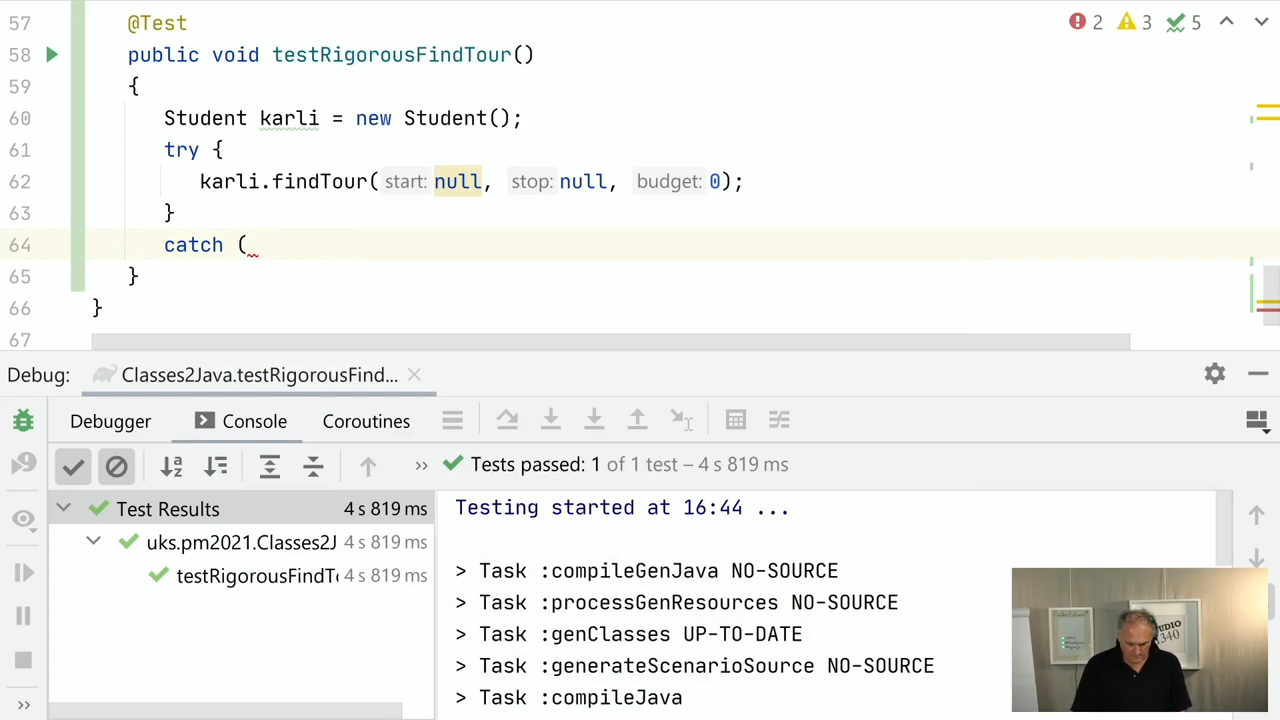 57 @Test
2 3 5
58 public void testRigorousFindTour()
59 {
60 Student karli = new Student();
61 try {
62 karli.findTour( start: null, stop: null, budget: 0);
63 }
64 catch (
65 }
66 }
67
Debug: Classes2Java.testRigorousFind...
Debugger Console Coroutines
Tests passed: 1 of 1 test – 4 s 819 ms
Test Results 4 s 819 ms
uks.pm2021.Classes2J 4 s 819 ms
testRigorousFindTo 4 s 819 ms
Testing started at 16:44 ...
> Task :compileGenJava NO-SOURCE
> Task :processGenResources NO-SOURCE
> Task :genClasses UP-TO-DATE
> Task :generateScenarioSource NO-SOURCE
> Task :compileJava